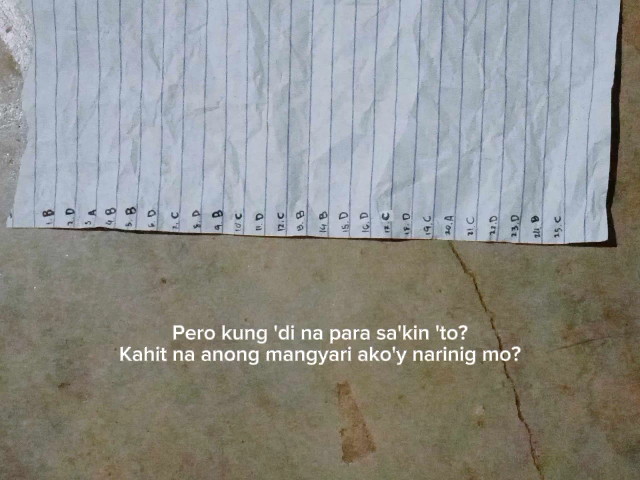 1. B
2. D
3. A
4. B
5. B
6. D
7. C
8. D
9. B
10. C
11. D
12. C
13. B
14. B
15. D
16. D
17. C
18. D
19. C
20. A
21. C
22. D
23. D
24. B
25. C
Pero kung 'di na para sa'kin 'to?
Kahit na anong mangyari ako'y narinig mo?